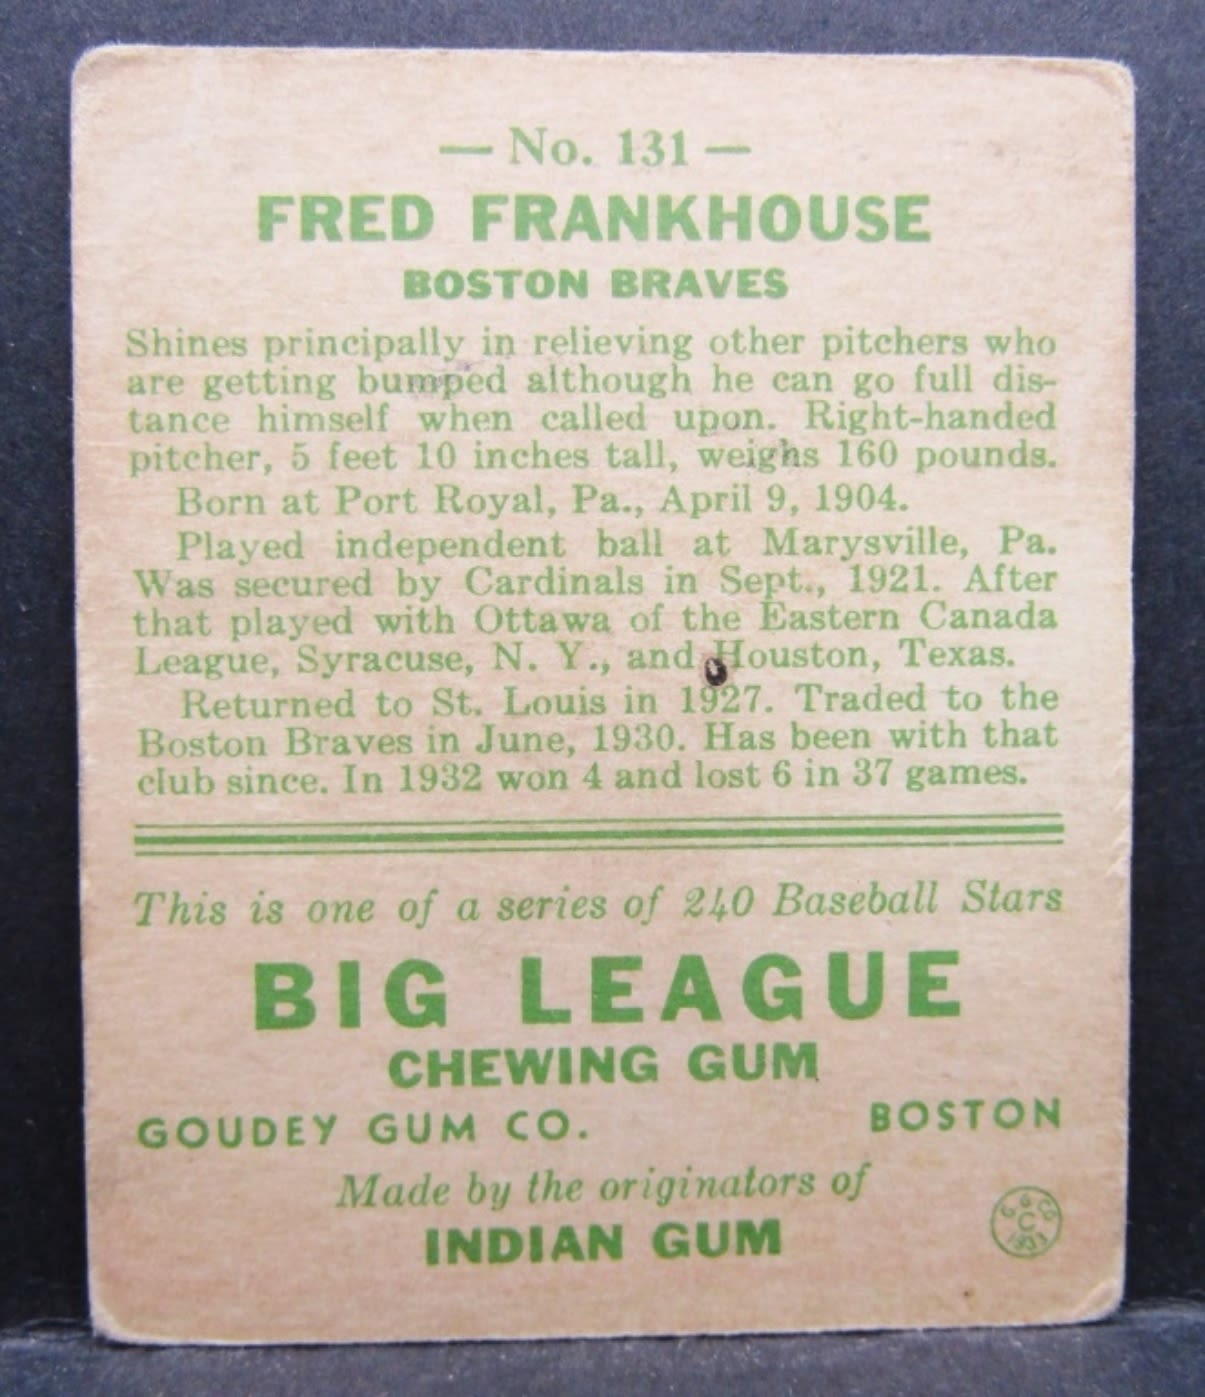 — No. 131 —
FRED FRANKHOUSE
BOSTON BRAVES
Shines principally in relieving other pitchers who
are getting bumped although he can go full dis-
tance himself when called upon. Right-handed
pitcher, 5 feet 10 inches tall, weighs 160 pounds.
Born at Port Royal, Pa., April 9, 1904.
Played independent ball at Marysville, Pa.
Was secured by Cardinals in Sept., 1921. After
that played with Ottawa of the Eastern Canada
League, Syracuse, N. Y., and Houston, Texas.
Returned to St. Louis in 1927. Traded to the
Boston Braves in June, 1930. Has been with that
club since. In 1932 won 4 and lost 6 in 37 games.
This is one of a series of 240 Baseball Stars
BIG LEAGUE
CHEWING GUM
GOUDEY GUM CO. BOSTON
Made by the originators of
INDIAN GUM
G. G. Co.
C
1933